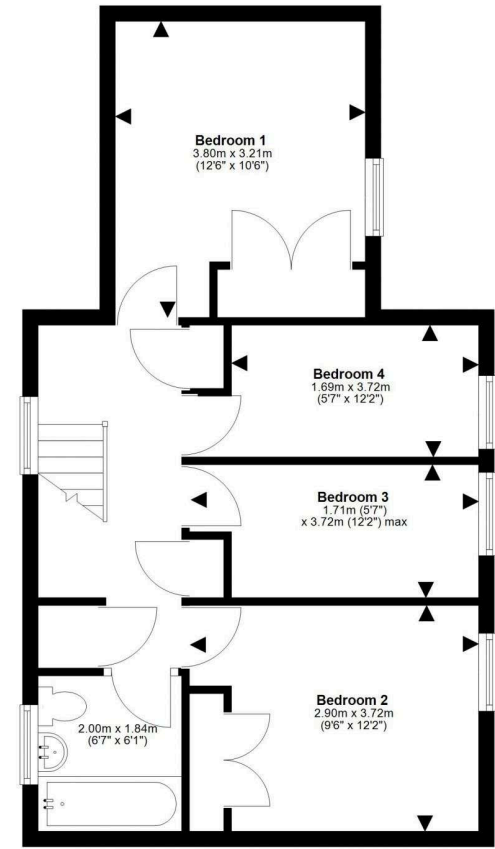 Bedroom 1
3.80m x 3.21m
(12'6" x 10'6")
Bedroom 4
1.69m x 3.72m
(5'7" x 12'2")
Bedroom 3
1.71m (5'7")
x 3.72m (12'2") max
Bedroom 2
2.90m x 3.72m
(9'6" x 12'2")
2.00m x 1.84m
(6'7" x 6'1")